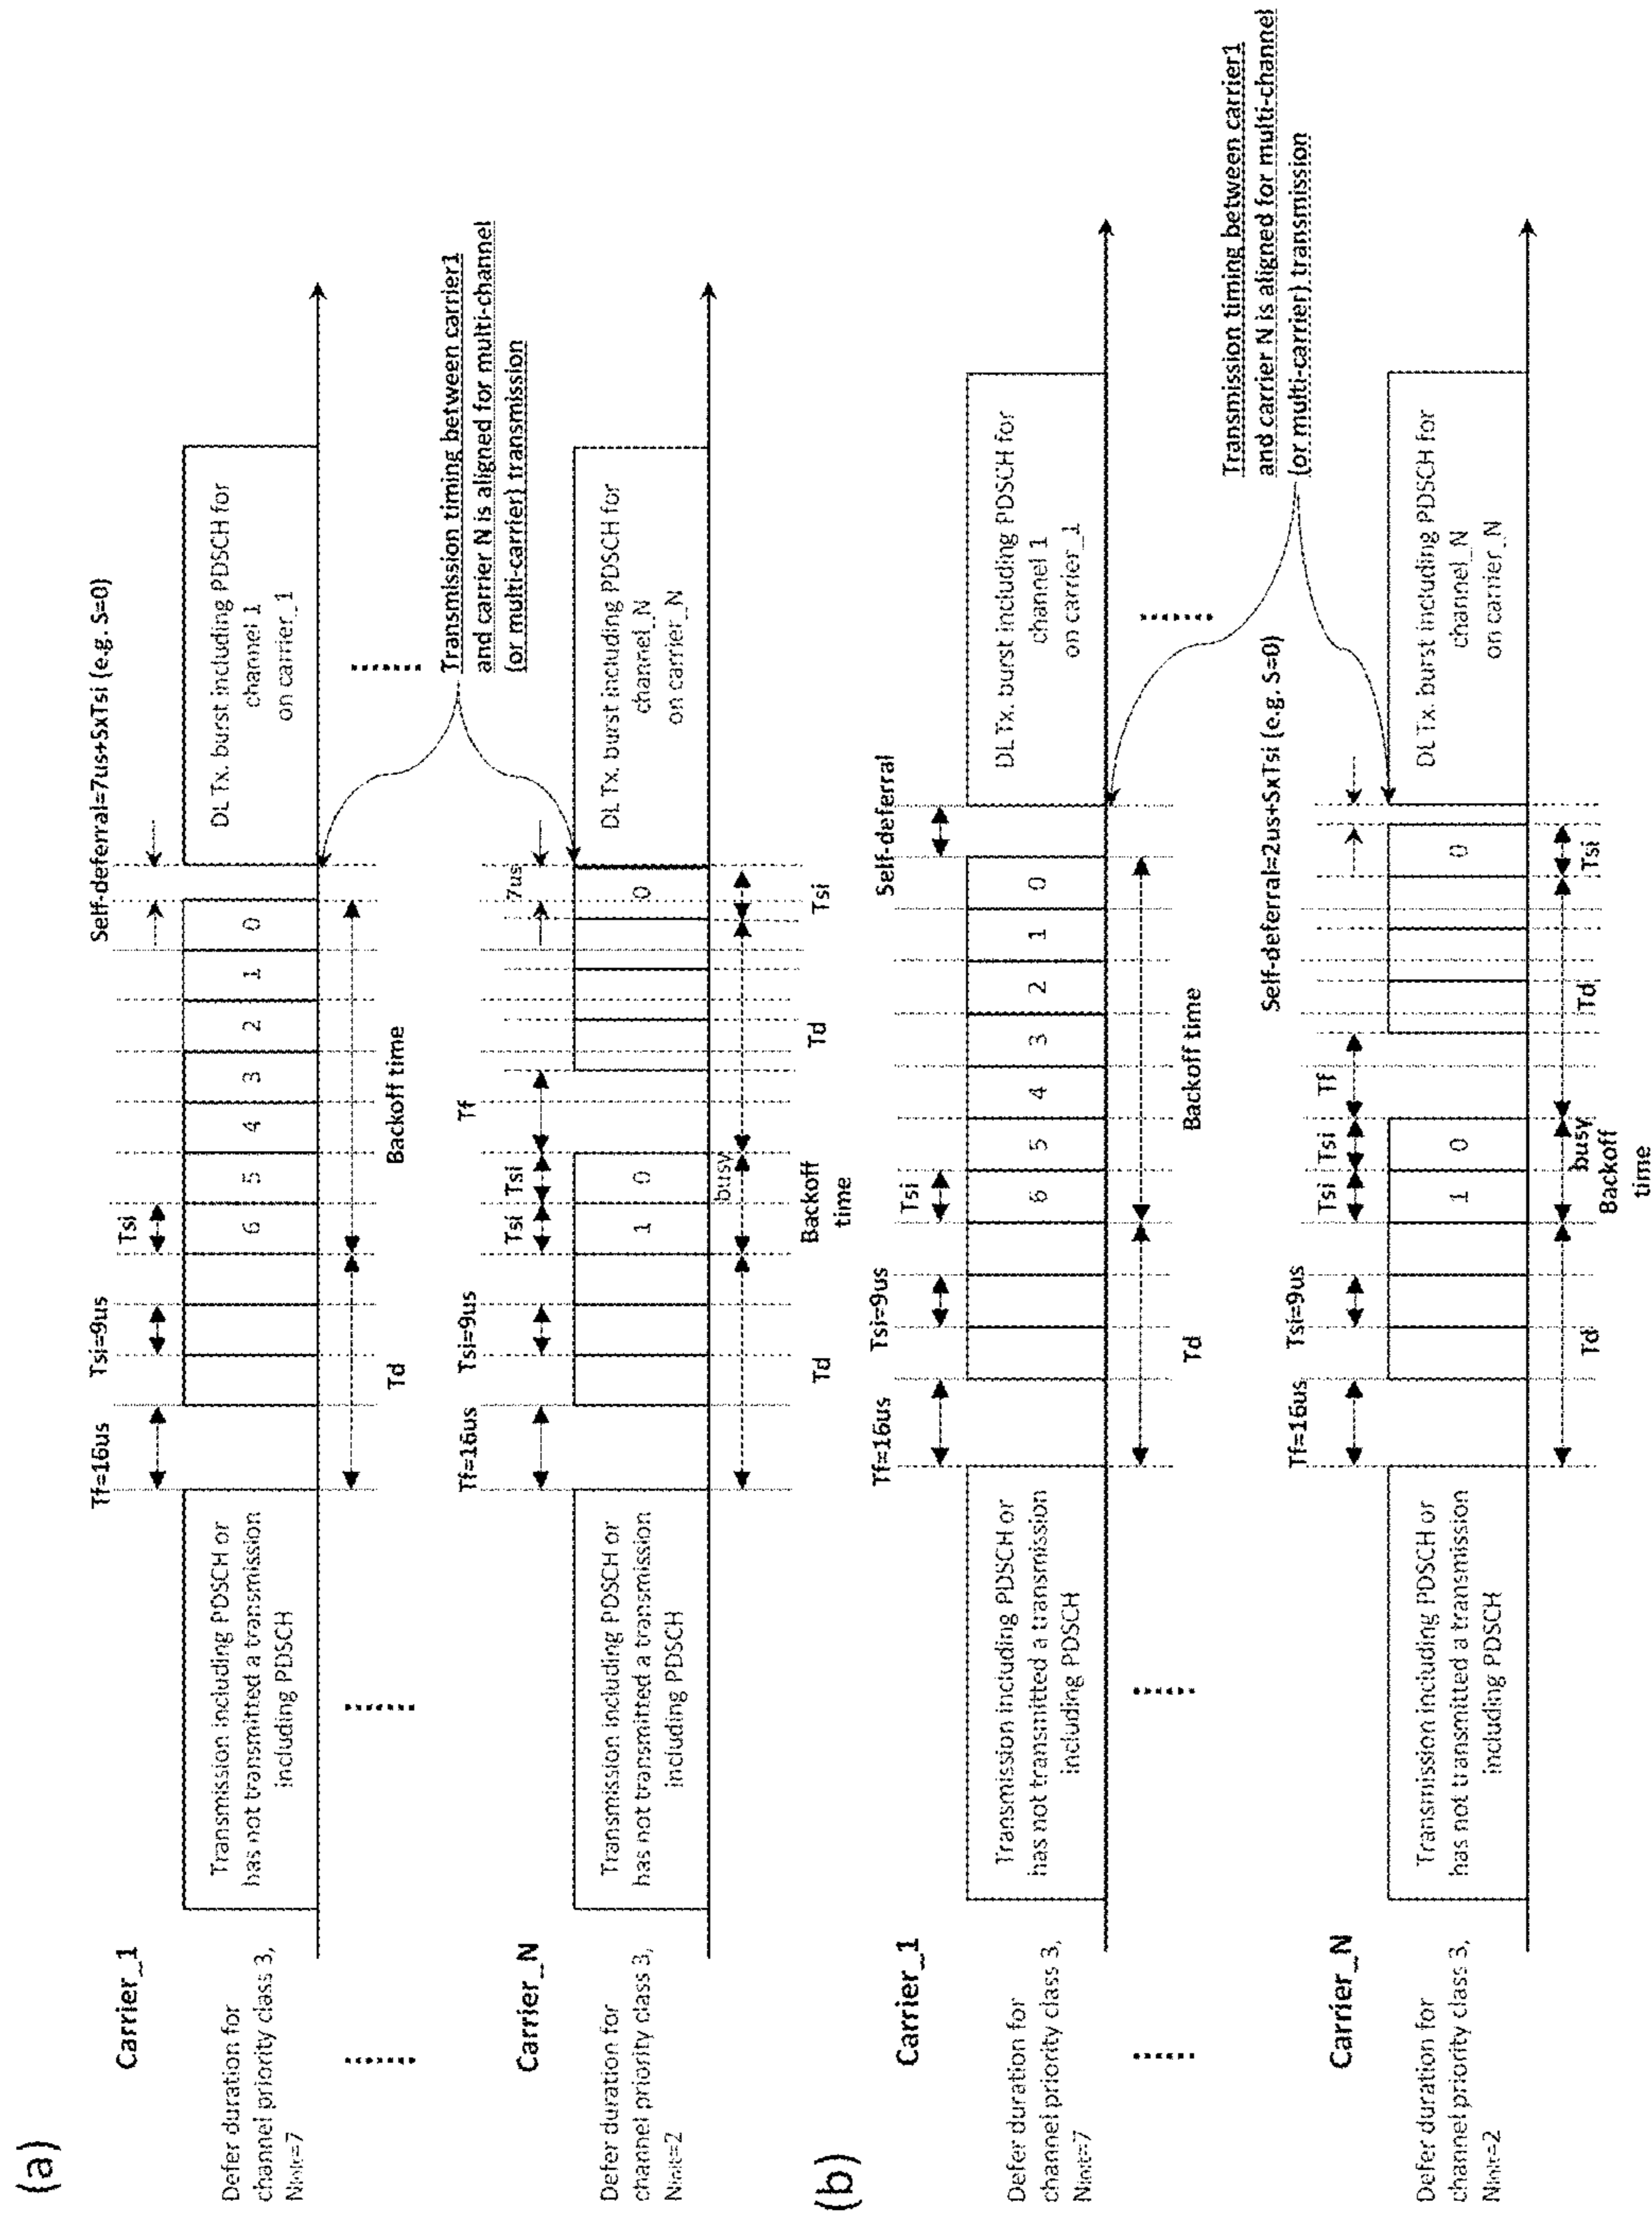 (a)
Carrier_1
Defer duration for
channel priority class 3,
Ninit=7
Transmission including PDSCH or
has not transmitted a transmission
including PDSCH
Tf=16us
Tsi=9us
Tsi
Self-deferral=7us+SxTsi (e.g. S=0)
6
5
4
3
2
1
0
DL Tx. burst including PDSCH for
channel 1
on carrier_1
Td
Backoff time
Transmission timing between carrier1
and carrier N is aligned for multi-channel
(or multi-carrier) transmission
Carrier_N
Defer duration for
channel priority class 3,
Ninit=2
Transmission including PDSCH or
has not transmitted a transmission
including PDSCH
Tf=16us
Tsi=9us
Tsi
Tsi
Tf
7us
1
0
0
DL Tx. burst including PDSCH for
channel_N
on carrier_N
busy
Td
Backoff
time
Td
Tsi
(b)
Carrier_1
Defer duration for
channel priority class 3,
Ninit=7
Transmission including PDSCH or
has not transmitted a transmission
including PDSCH
Tf=16us
Tsi=9us
Tsi
Self-deferral
6
5
4
3
2
1
0
DL Tx. burst including PDSCH for
channel 1
on carrier_1
Td
Backoff time
Transmission timing between carrier1
and carrier N is aligned for multi-channel
(or multi-carrier) transmission
Carrier_N
Defer duration for
channel priority class 3,
Ninit=2
Transmission including PDSCH or
has not transmitted a transmission
including PDSCH
Tf=16us
Tsi=9us
Tsi
Tsi
Tf
Self-deferral=2us+SxTsi (e.g. S=0)
1
0
0
DL Tx. burst including PDSCH for
channel_N
on carrier_N
Td
busy
Backoff
time
Td
Tsi